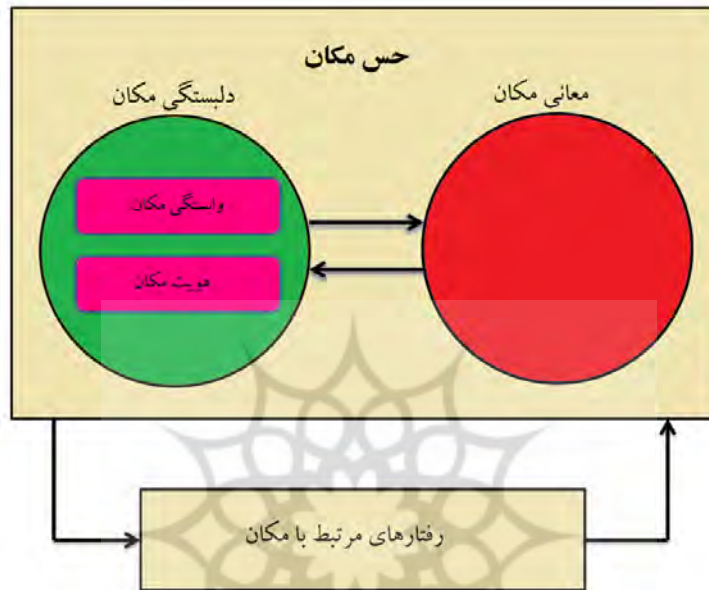 حس مکان
معانی مکان
دلبستگی مکان
وابستگی مکان
هویت مکان
رفتارهای مرتبط با مکان